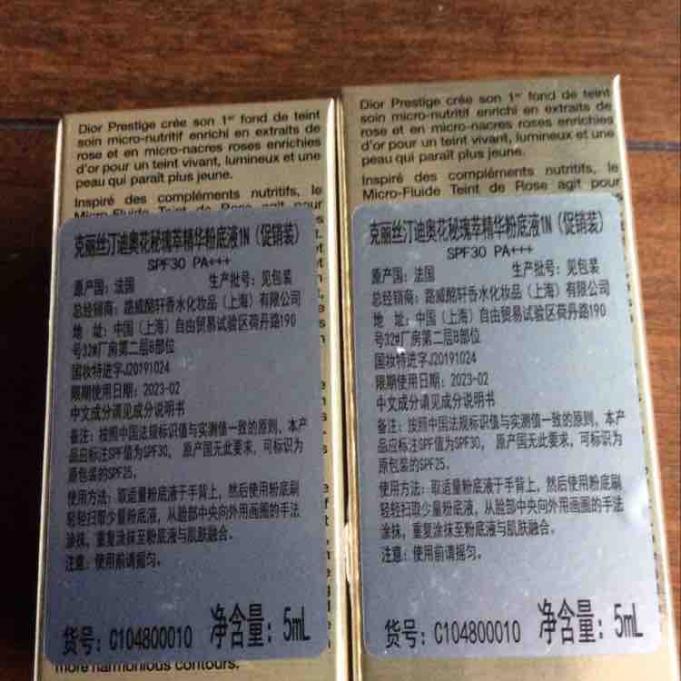 Dior Prestige crée son 1er fond de teint
soin micro-nutritif enrichi en extraits de
rose et en micro-nacres roses enrichies
d'or pour un teint vivant, lumineux et une
peau qui paraît plus jeune.
Inspiré des compléments nutritifs, le
Micro-Fluide Teint de Rose agit pour
克丽丝汀迪奥花秘瑰萃精华粉底液1N（促销装）
SPF30 PA+++
原产国：法国 生产批号：见包装
总经销商：路威酩轩香水化妆品（上海）有限公司
地 址：中国（上海）自由贸易试验区荷丹路190
号32#厂房第二层B部位
国妆特进字J20191024
限期使用日期：2023-02
中文成分请见成分说明书
备注：按照中国法规标识值与实测值一致的原则，本产
品应标注SPF值为SPF30， 原产国无此要求，可标识为
原包装的SPF25。
使用方法：取适量粉底液于手背上，然后使用粉底刷
轻轻扫取少量粉底液，从脸部中央向外用画圈的手法
涂抹，重复涂抹至粉底液与肌肤融合。
注意：使用前请摇匀。
货号：C104800010 净含量：5mL
more harmonious contours.
Dior Prestige crée son 1er fond de teint
soin micro-nutritif enrichi en extraits de
rose et en micro-nacres roses enrichies
d'or pour un teint vivant, lumineux et une
peau qui paraît plus jeune.
Inspiré des compléments nutritifs, le
Micro-Fluide Teint de Rose agit pour
克丽丝汀迪奥花秘瑰萃精华粉底液1N（促销装）
SPF30 PA+++
原产国：法国 生产批号：见包装
总经销商：路威酩轩香水化妆品（上海）有限公司
地 址：中国（上海）自由贸易试验区荷丹路190
号32#厂房第二层B部位
国妆特进字J20191024
限期使用日期：2023-02
中文成分请见成分说明书
备注：按照中国法规标识值与实测值一致的原则，本产
品应标注SPF值为SPF30， 原产国无此要求，可标识为
原包装的SPF25。
使用方法：取适量粉底液于手背上，然后使用粉底刷
轻轻扫取少量粉底液，从脸部中央向外用画圈的手法
涂抹，重复涂抹至粉底液与肌肤融合。
注意：使用前请摇匀。
货号：C104800010 净含量：5mL